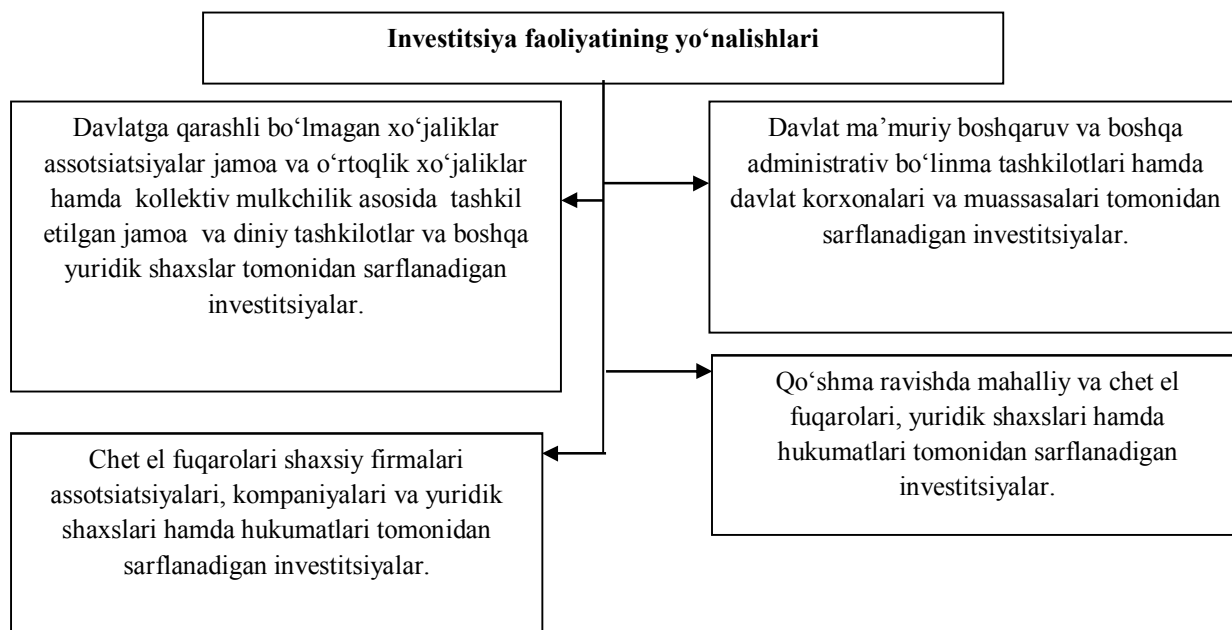 Investitsiya faoliyatining yo‘nalishlari
Davlatga qarashli bo‘lmagan xo‘jaliklar
assotsiatsiyalar jamoa va o‘rtoqlik xo‘jaliklar
hamda kollektiv mulkchilik asosida tashkil
etilgan jamoa va diniy tashkilotlar va boshqa
yuridik shaxslar tomonidan sarflanadigan
investitsiyalar.
Davlat ma’muriy boshqaruv va boshqa
administrativ bo‘linma tashkilotlari hamda
davlat korxonalari va muassasalari tomonidan
sarflanadigan investitsiyalar.
Chet el fuqarolari shaxsiy firmalari
assotsiatsiyalari, kompaniyalari va yuridik
shaxslari hamda hukumatlari tomonidan
sarflanadigan investitsiyalar.
Qo‘shma ravishda mahalliy va chet el
fuqarolari, yuridik shaxslari hamda
hukumatlari tomonidan sarflanadigan
investitsiyalar.